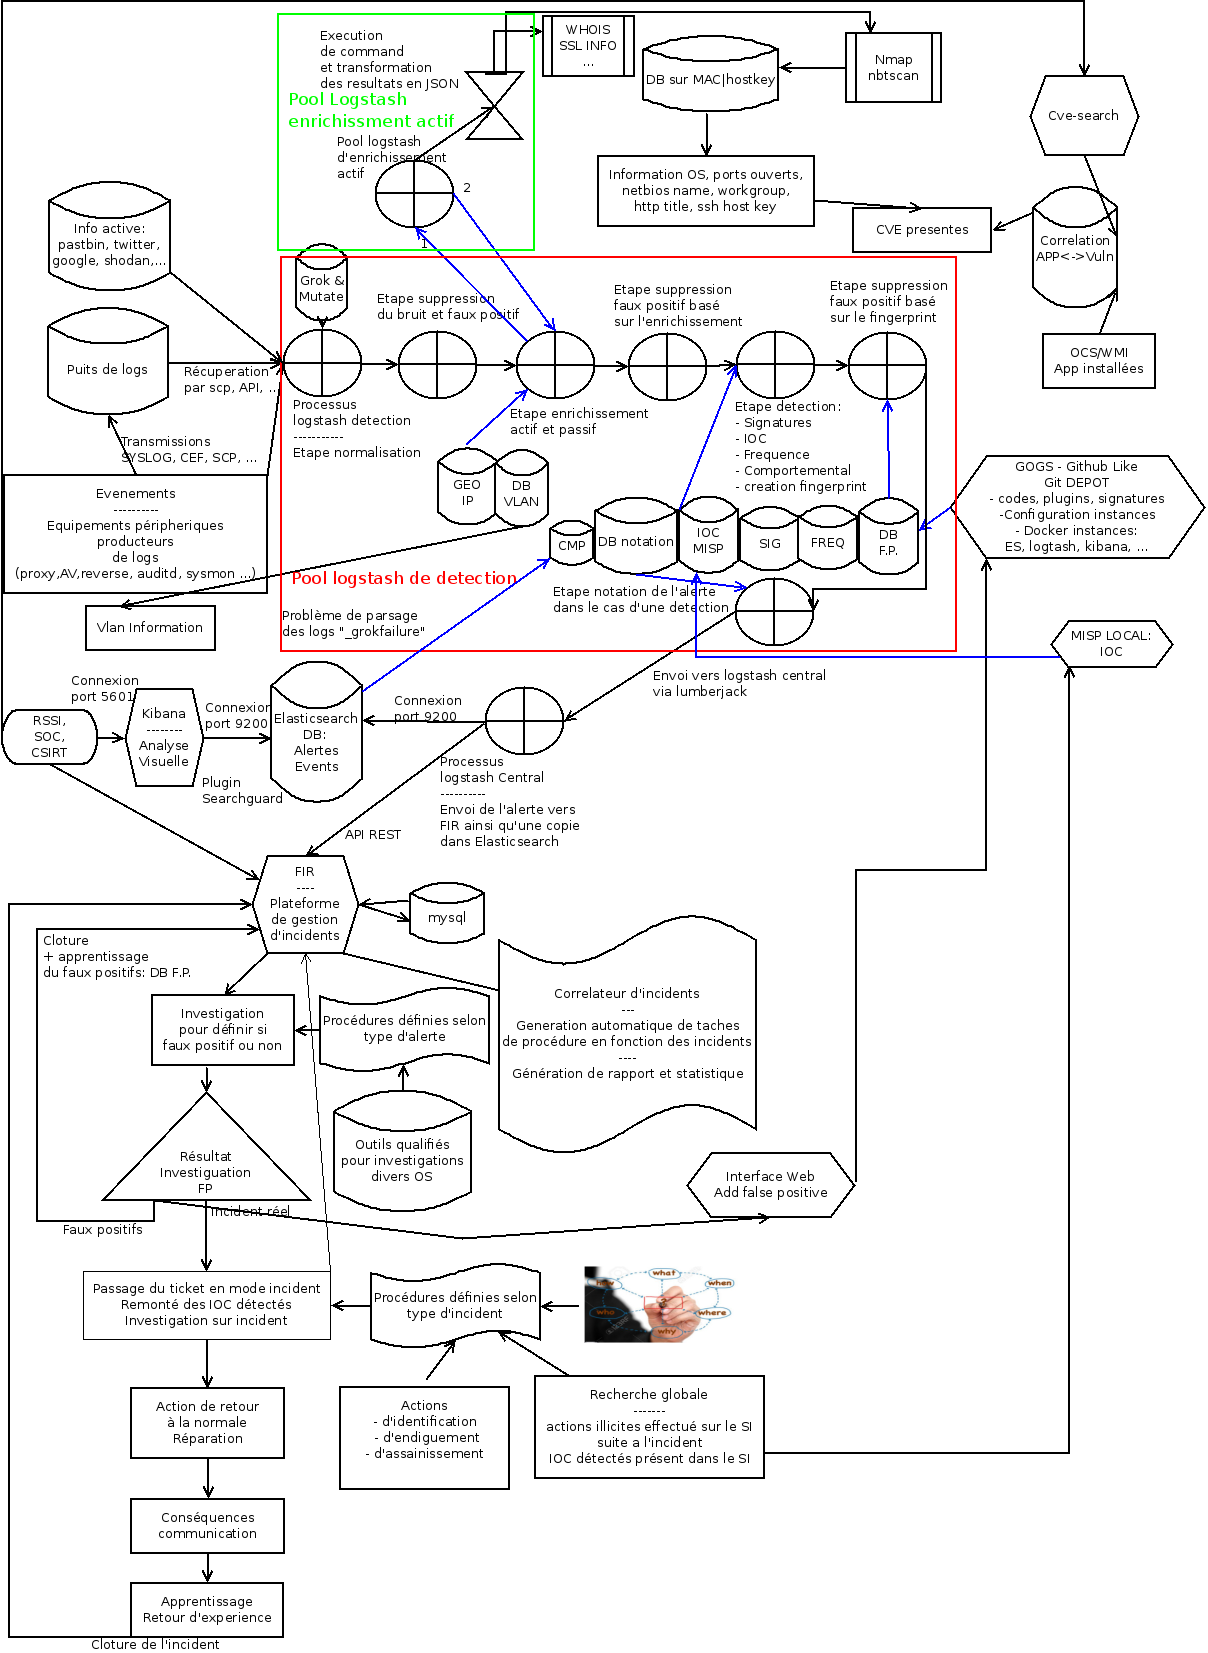 Execution
de command
et transformation
des resultats en JSON
Pool Logstash
enrichissment actif
Pool logstash
d'enrichissement
actif
2
1
WHOIS
SSL INFO
...
DB sur MAC|hostkey
Nmap
nbtscan
Cve-search
Information OS, ports ouverts,
netbios name, workgroup,
http title, ssh host key
CVE presentes
Correlation
APP<->Vuln
OCS/WMI
App installées
Info active:
pastbin, twitter,
google, shodan,...
Puits de logs
Récuperation
par scp, API, ...
Transmissions
SYSLOG, CEF, SCP, ...
Evenements
----------
Equipements péripheriques
producteurs
de logs
(proxy,AV,reverse, auditd, sysmon ...)
Vlan Information
Grok &
Mutate
Etape suppression
du bruit et faux positif
Etape suppression
faux positif basé
sur l'enrichissement
Etape suppression
faux positif basé
sur le fingerprint
Processus
logstash detection
-----------
Etape normalisation
Etape enrichissement
actif et passif
Etape detection:
- Signatures
- IOC
- Frequence
- Comportemental
- creation fingerprint
GEO
IP
DB
VLAN
CMP
DB notation
IOC
MISP
SIG
FREQ
DB
F.P.
Pool logstash de detection
Etape notation de l'alerte
dans le cas d'une detection
Problème de parsage
des logs "_grokfailure"
GOGS - Github Like
Git DEPOT
- codes, plugins, signatures
-Configuration instances
- Docker instances:
ES, logtash, kibana, ...
MISP LOCAL:
IOC
Envoi vers logstash central
via lumberjack
Connexion
port 5601
RSSI,
SOC,
CSIRT
Kibana
--------
Analyse
Visuelle
Connexion
port 9200
Plugin
Searchguard
Elasticsearch
DB:
Alertes
Events
Connexion
port 9200
Processus
logstash Central
----------
Envoi de l'alerte vers
FIR ainsi qu'une copie
dans Elasticsearch
API REST
FIR
----
Plateforme
de gestion
d'incidents
mysql
Cloture
+ apprentissage
du faux positifs: DB F.P.
Investigation
pour définir si
faux positif ou non
Procédures définies selon
type d'alerte
Correlateur d'incidents
---
Generation automatique de taches
de procédure en fonction des incidents
----
Génération de rapport et statistique
Outils qualifiés
pour investigations
divers OS
Résultat
Investiguation
FP
Incident réel
Faux positifs
Interface Web
Add false positive
Passage du ticket en mode incident
Remonté des IOC détectés
Investigation sur incident
Procédures définies selon
type d'incident
what
when
where
why
who
Actions
- d'identification
- d'endiguement
- d'assainissement
Recherche globale
-------
actions illicites effectué sur le SI
suite a l'incident
IOC détectés présent dans le SI
Action de retour
à la normale
Réparation
Conséquences
communication
Apprentissage
Retour d'experience
Cloture de l'incident